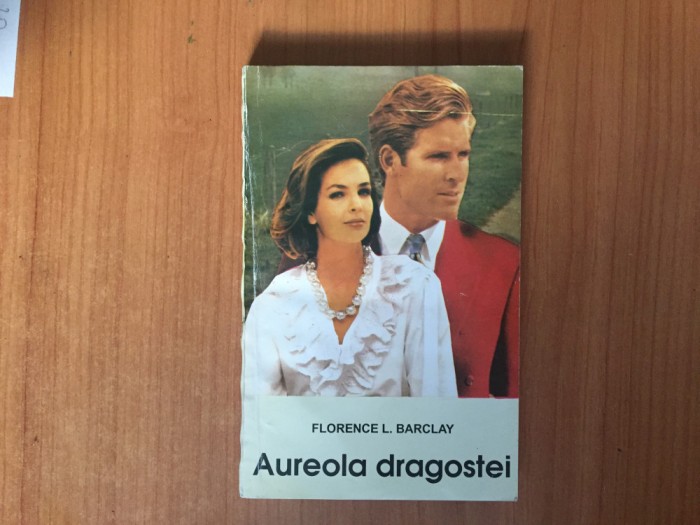 FLORENCE L. BARCLAY
Aureola dragostei